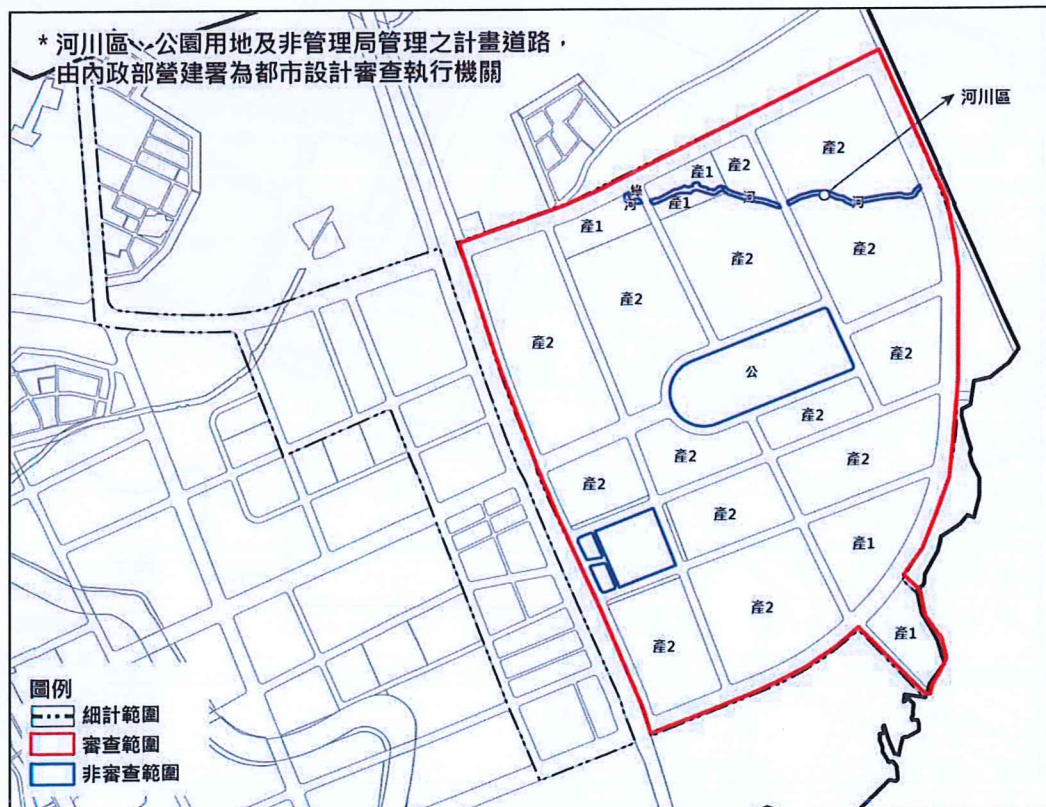 * 河川區、公園用地及非管理局管理之計畫道路，
由內政部營建署為都市設計審查執行機關
河川區
產2
產2
產1
綠
河
產1
河
河
產1
產2
產2
產2
產2
產2
公
產2
產2
產2
產2
產2
產1
產2
產2
產1
圖例
細計範圍
審查範圍
非審查範圍